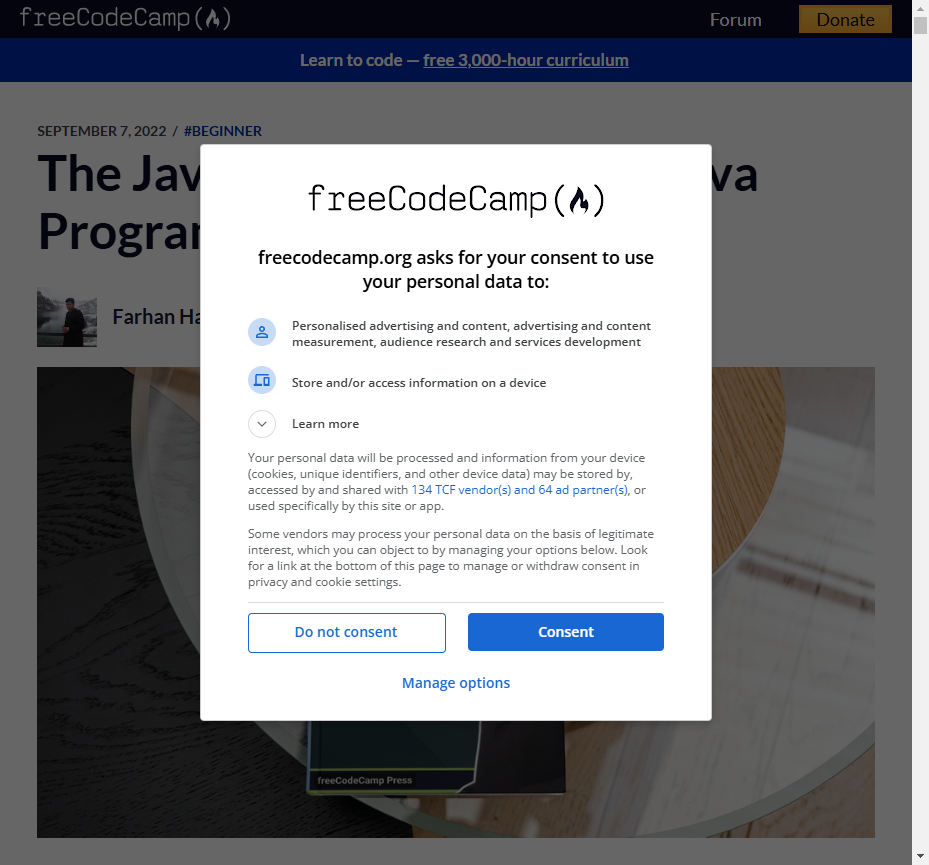 freeCodeCamp
Forum
Donate
Learn to code — free 3,000-hour curriculum
SEPTEMBER 7, 2022 / #BEGINNER
The Jav
va
Program
Farhan Ha
freeCodeCamp
freecodecamp.org asks for your consent to use
your personal data to:
Personalised advertising and content, advertising and content
measurement, audience research and services development
Store and/or access information on a device
Learn more
Your personal data will be processed and information from your device
(cookies, unique identifiers, and other device data) may be stored by,
accessed by and shared with 134 TCF vendor(s) and 64 ad partner(s), or
used specifically by this site or app.
Some vendors may process your personal data on the basis of legitimate
interest, which you can object to by managing your options below. Look
for a link at the bottom of this page to manage or withdraw consent in
privacy and cookie settings.
Do not consent
Consent
Manage options
freeCodeCamp Press